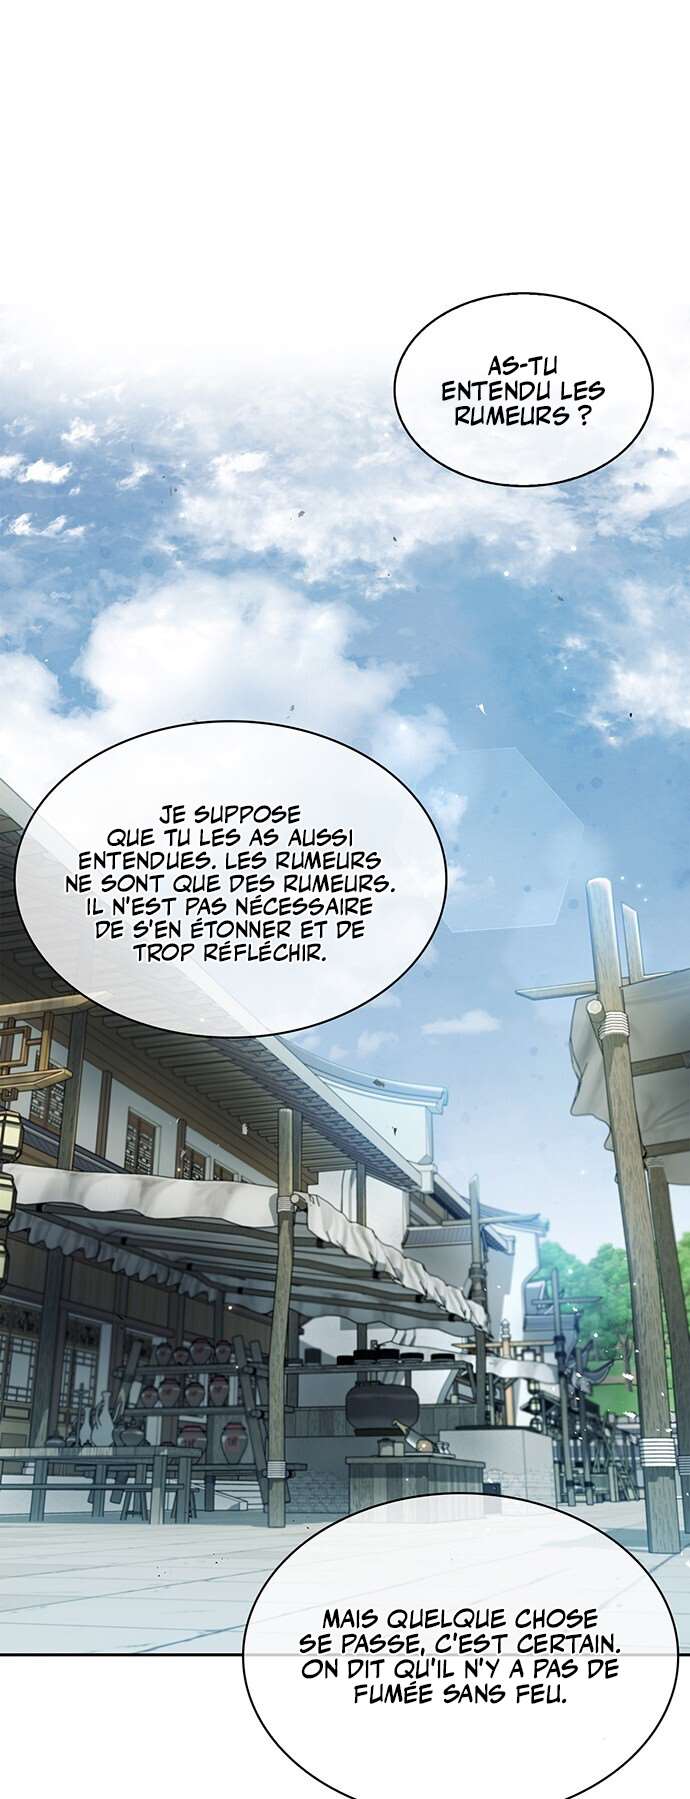 AS-TU
ENTENDU LES
RUMEURS ?
JE SUPPOSE
QUE TU LES AS AUSSI
ENTENDUES. LES RUMEURS
NE SONT QUE DES RUMEURS.
IL N'EST PAS NÉCESSAIRE
DE S'EN ÉTONNER ET DE
TROP RÉFLÉCHIR.
MAIS QUELQUE CHOSE
SE PASSE, C'EST CERTAIN.
ON DIT QU'IL N'Y A PAS DE
FUMÉE SANS FEU.